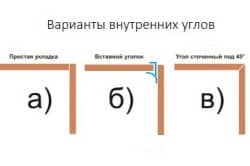 Варианты внутренних углов
Простая укладка Вставной уголок Угол сточенный под 45°
а) б) в)